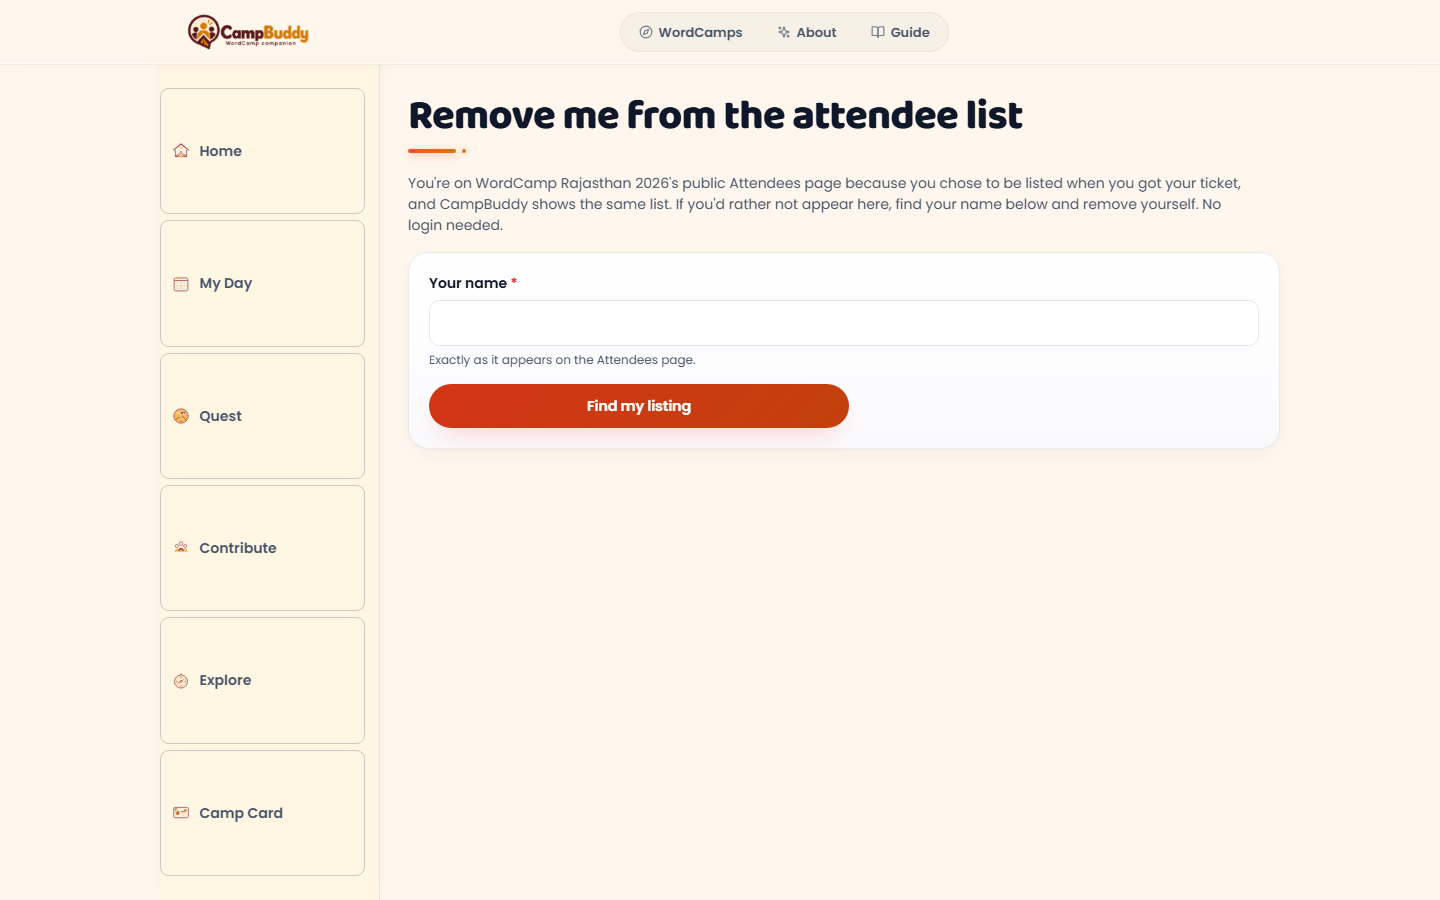 CampBuddy
WordCamp companion
WordCamps
About
Guide
Home
My Day
Quest
Contribute
Explore
Camp Card
Remove me from the attendee list
You're on WordCamp Rajasthan 2026's public Attendees page because you chose to be listed when you got your ticket,
and CampBuddy shows the same list. If you'd rather not appear here, find your name below and remove yourself. No
login needed.
Your name *
Exactly as it appears on the Attendees page.
Find my listing